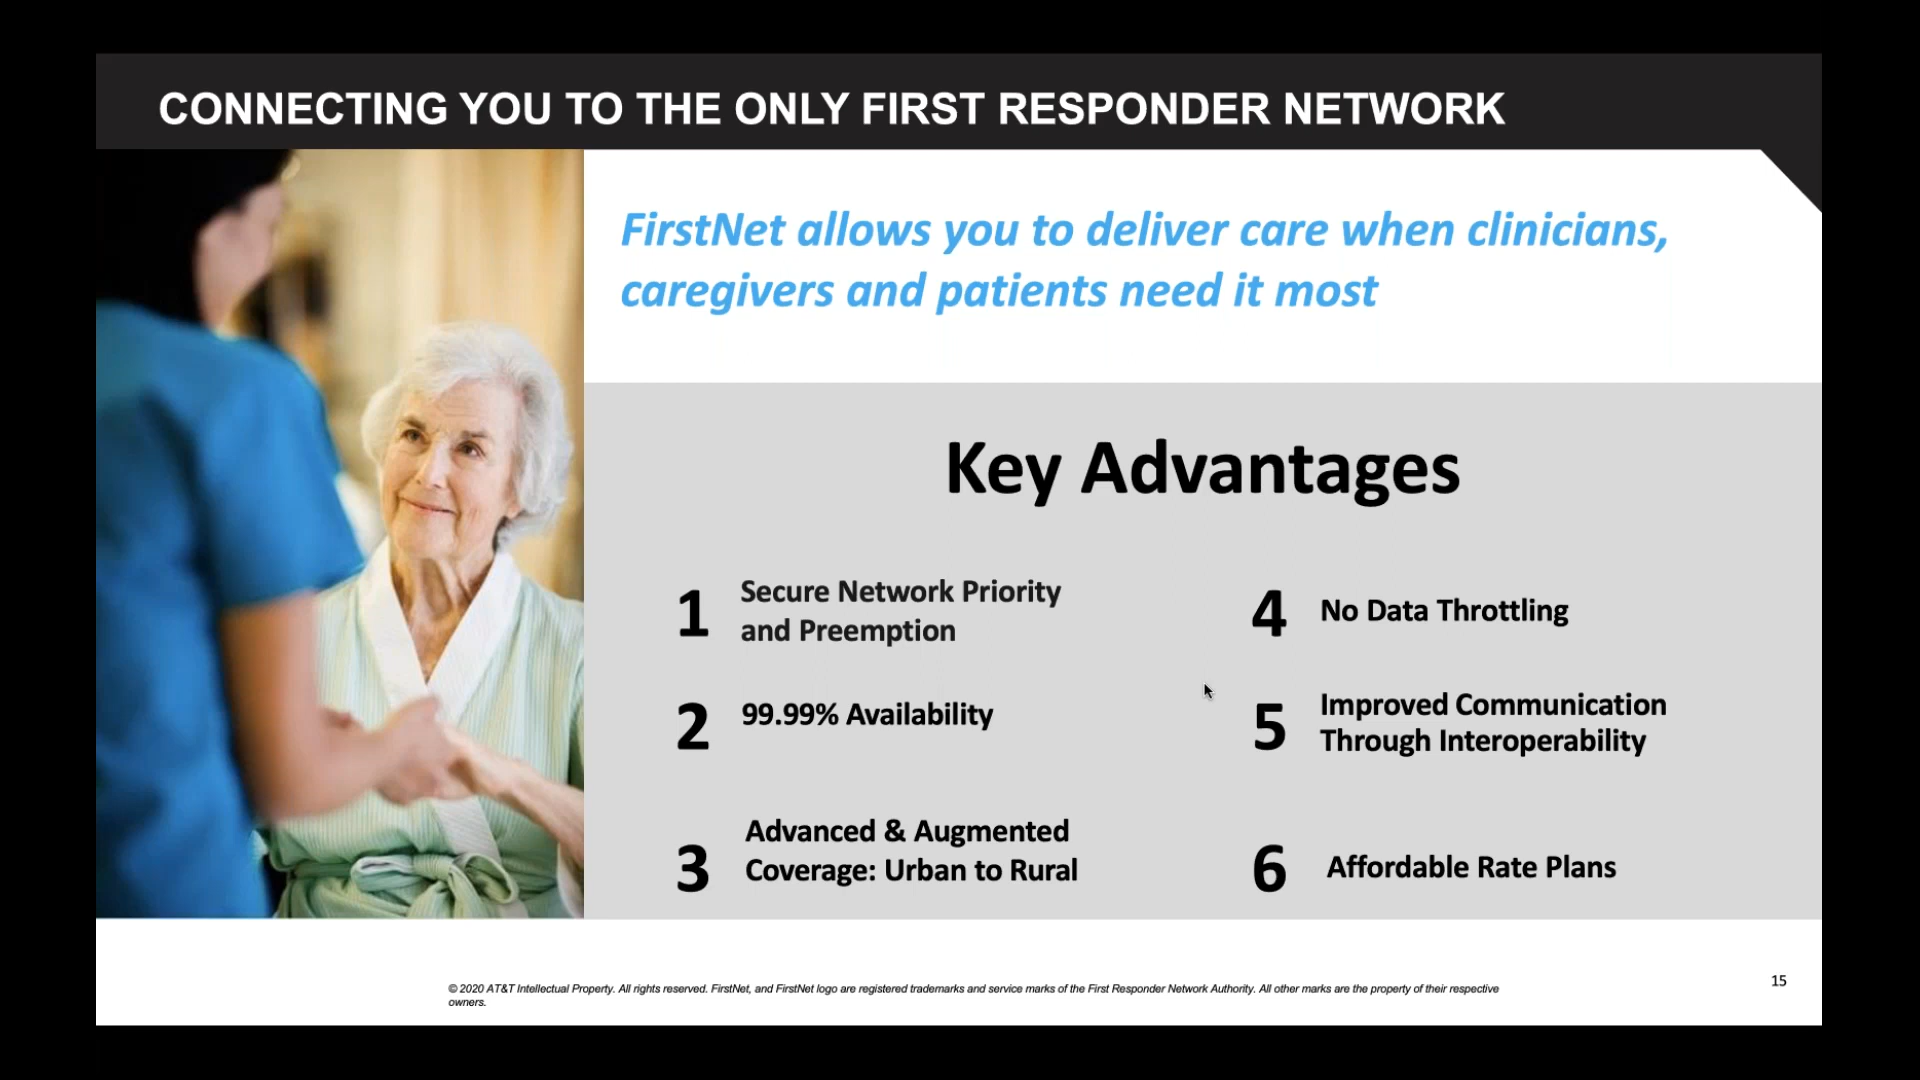 CONNECTING YOU TO THE ONLY FIRST RESPONDER NETWORK
FirstNet allows you to deliver care when clinicians,
caregivers and patients need it most
Key Advantages
1
Secure Network Priority
and Preemption
2
99.99% Availability
3
Advanced & Augmented
Coverage: Urban to Rural
4
No Data Throttling
5
Improved Communication
Through Interoperability
6
Affordable Rate Plans
© 2020 AT&T Intellectual Property. All rights reserved. FirstNet, and FirstNet logo are registered trademarks and service marks of the First Responder Network Authority. All other marks are the property of their respective
owners.
15